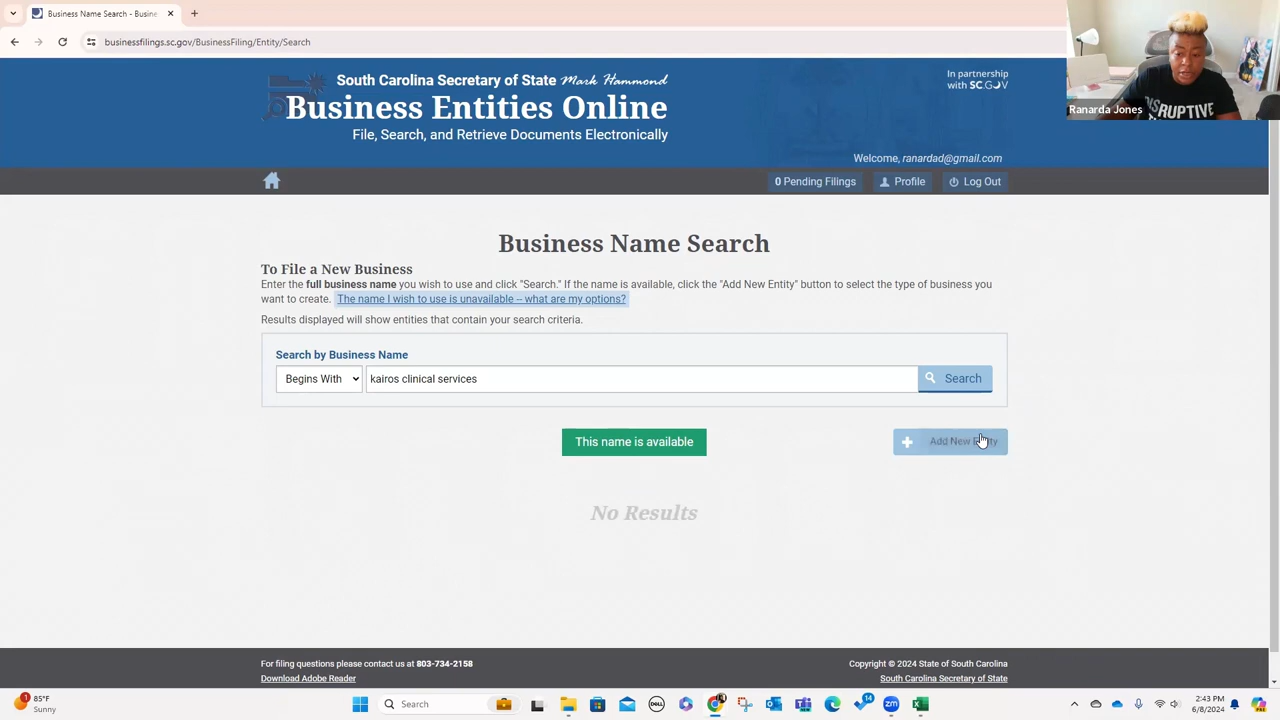 Business Name Search - Busine
businessfilings.sc.gov/BusinessFiling/Entity/Search
South Carolina Secretary of State Mark Hammond
Business Entities Online
File, Search, and Retrieve Documents Electronically
In partnership
with SC.GOV
Ranarda Jones
DISRUPTIVE
Welcome, ranardad@gmail.com
0 Pending Filings
Profile
Log Out
Business Name Search
To File a New Business
Enter the full business name you wish to use and click "Search." If the name is available, click the "Add New Entity" button to select the type of business you
want to create. The name I wish to use is unavailable -- what are my options?
Results displayed will show entities that contain your search criteria.
Search by Business Name
Begins With
kairos clinical services
Search
This name is available
Add New Entity
No Results
For filing questions please contact us at 803-734-2158
Download Adobe Reader
Copyright © 2024 State of South Carolina
South Carolina Secretary of State
1
85°F
Sunny
Search
DELL
14
2:43 PM
6/8/2024